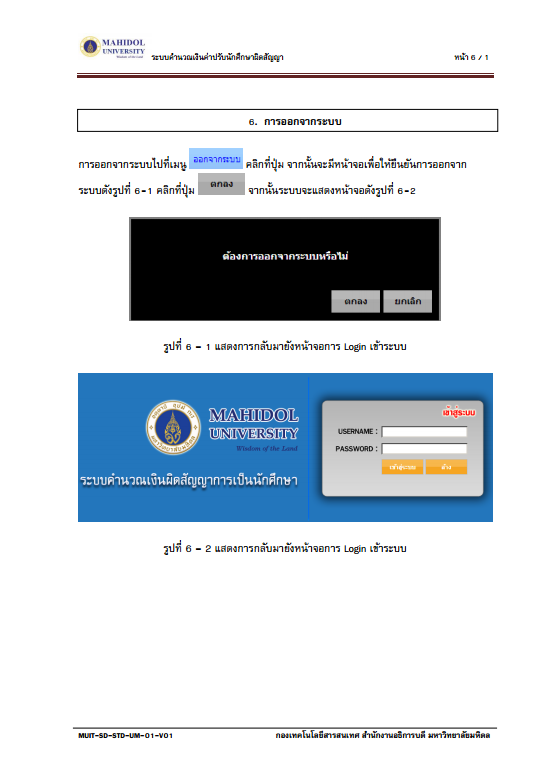 MAHIDOL
UNIVERSITY
Wisdom of the Land
ระบบคำนวณเงินค่าปรับนักศึกษาผิดสัญญา หน้า 6 / 1
6. การออกจากระบบ
การออกจากระบบไปที่เมนู ออกจากระบบ คลิกที่ปุ่ม จากนั้นจะมีหน้าจอเพื่อให้ยืนยันการออกจาก
ระบบดังรูปที่ 6-1 คลิกที่ปุ่ม ตกลง จากนั้นระบบจะแสดงหน้าจอดังรูปที่ 6-2
ต้องการออกจากระบบหรือไม่
ตกลง ยกเลิก
รูปที่ 6 - 1 แสดงการกลับมายังหน้าจอการ Login เข้าระบบ
MAHIDOL
UNIVERSITY
Wisdom of the Land
ระบบคำนวณเงินผิดสัญญาการเป็นนักศึกษา
เข้าสู่ระบบ
USERNAME :
PASSWORD :
เข้าสู่ระบบ ล้าง
รูปที่ 6 - 2 แสดงการกลับมายังหน้าจอการ Login เข้าระบบ
MUIT-SD-STD-UM-01-V01 กองเทคโนโลยีสารสนเทศ สำนักงานอธิการบดี มหาวิทยาลัยมหิดล